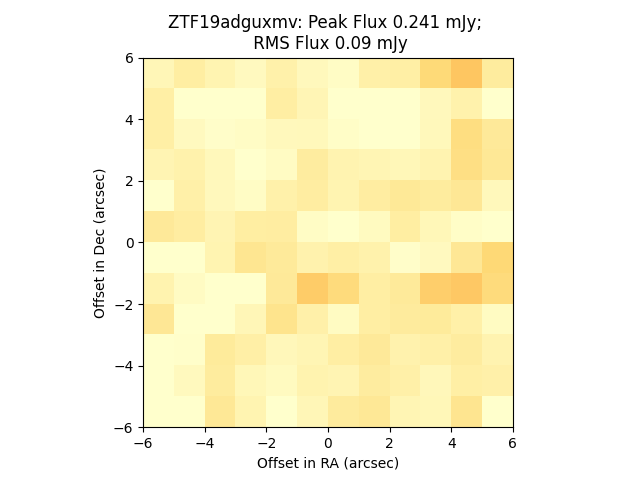 ZTF19adguxmv: Peak Flux 0.241 mJy;
RMS Flux 0.09 mJy
6
4
2
0
−2
−4
−6
Offset in Dec (arcsec)
−6 −4 −2 0 2 4 6
Offset in RA (arcsec)